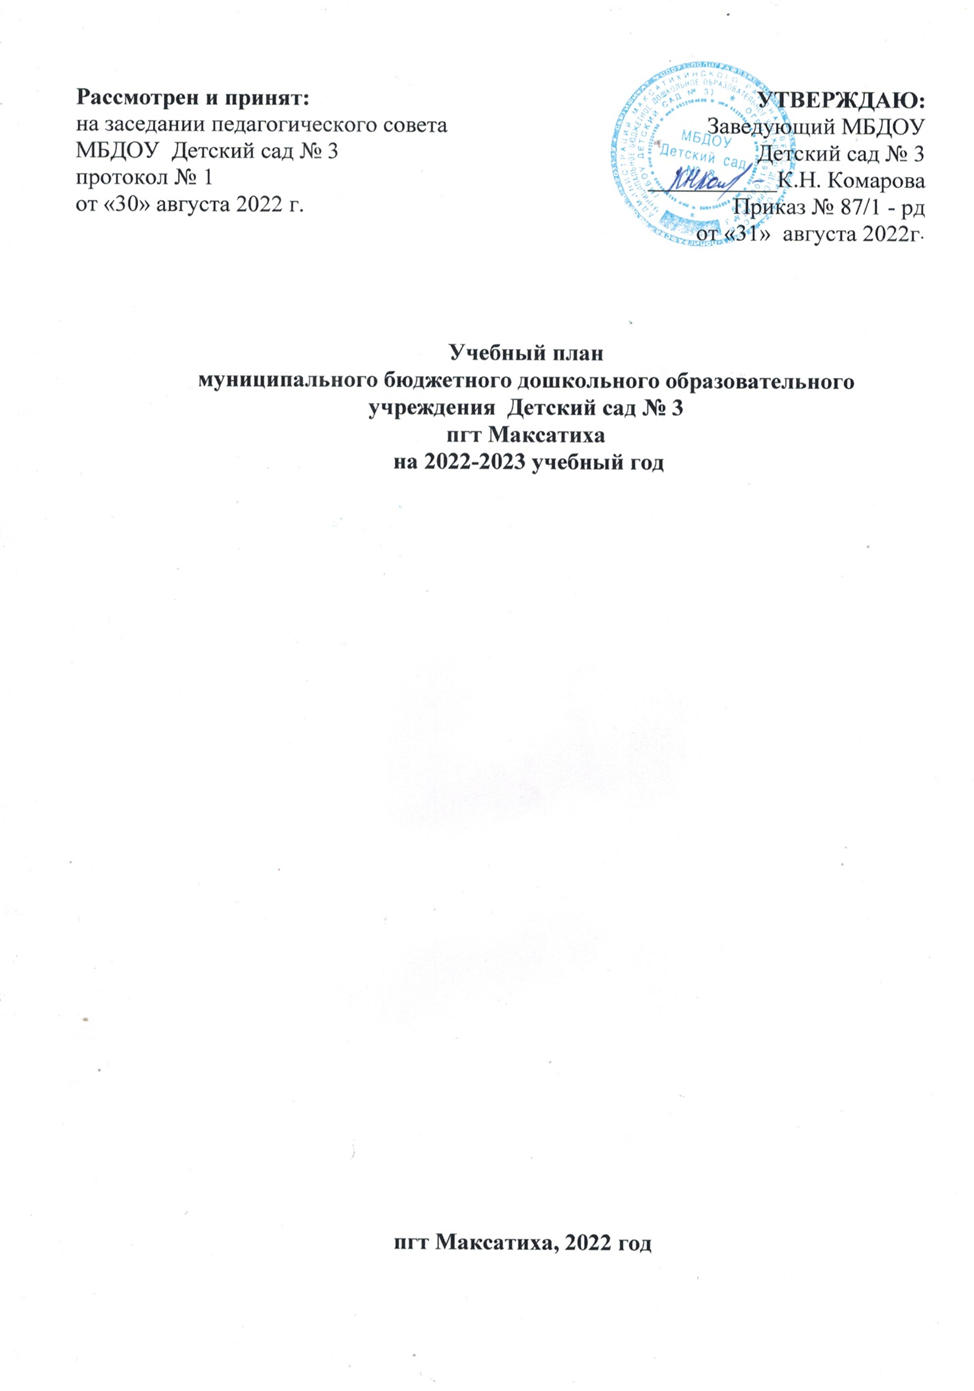 Рассмотрен и принят:
на заседании педагогического совета
МБДОУ  Детский сад № 3
протокол № 1
от «30» августа 2022 г.
УТВЕРЖДАЮ:
Заведующий МБДОУ
Детский сад № 3
К.Н. Комарова
Приказ № 87/1 - рд
от «31»  августа 2022г.
МБДОУ
Детский сад
Учебный план
муниципального бюджетного дошкольного образовательного
учреждения  Детский сад № 3
пгт Максатиха
на 2022-2023 учебный год
пгт Максатиха, 2022 год